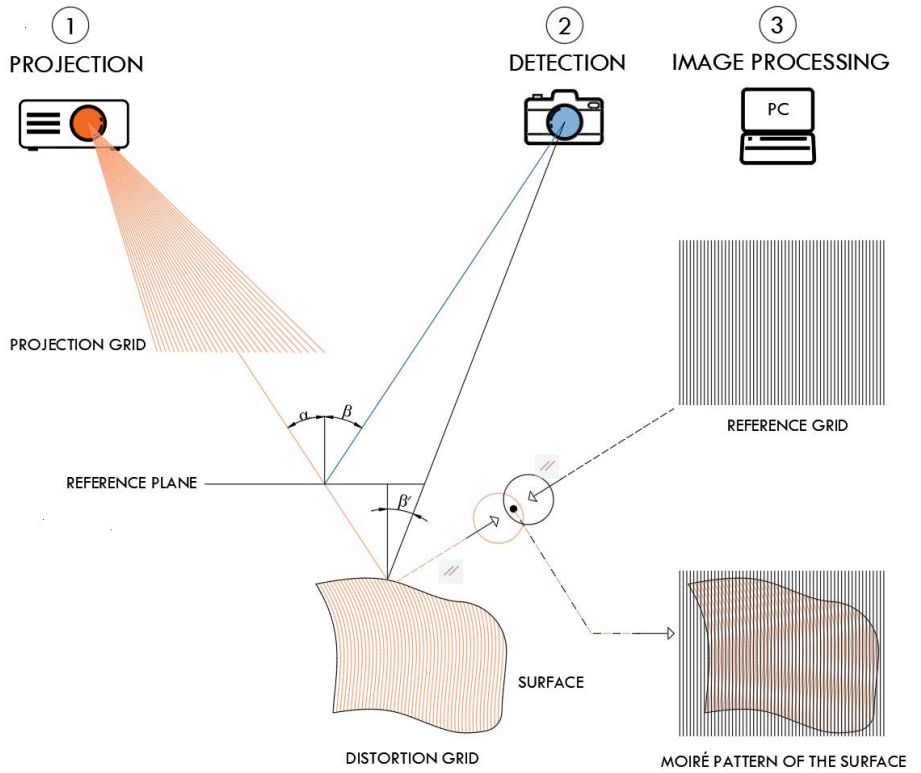 1
PROJECTION
2
DETECTION
3
IMAGE PROCESSING
PC
PROJECTION GRID
α
β
REFERENCE GRID
REFERENCE PLANE
β'
SURFACE
DISTORTION GRID
MOIRÉ PATTERN OF THE SURFACE